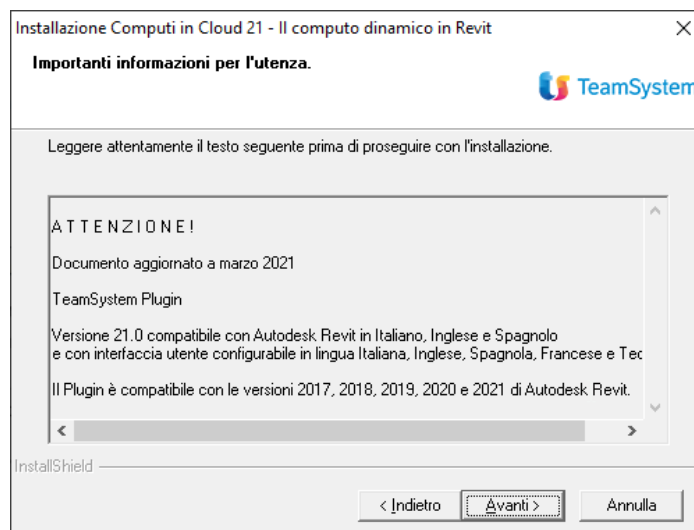 Installazione Computi in Cloud 21 - Il computo dinamico in Revit
Importanti informazioni per l'utenza.
TeamSystem
Leggere attentamente il testo seguente prima di proseguire con l'installazione.
A T T E N Z I O N E !
Documento aggiornato a marzo 2021
TeamSystem Plugin
Versione 21.0 compatibile con Autodesk Revit in Italiano, Inglese e Spagnolo
e con interfaccia utente configurabile in lingua Italiana, Inglese, Spagnola, Francese e Tec
Il Plugin è compatibile con le versioni 2017, 2018, 2019, 2020 e 2021 di Autodesk Revit.
InstallShield
< Indietro
Avanti >
Annulla